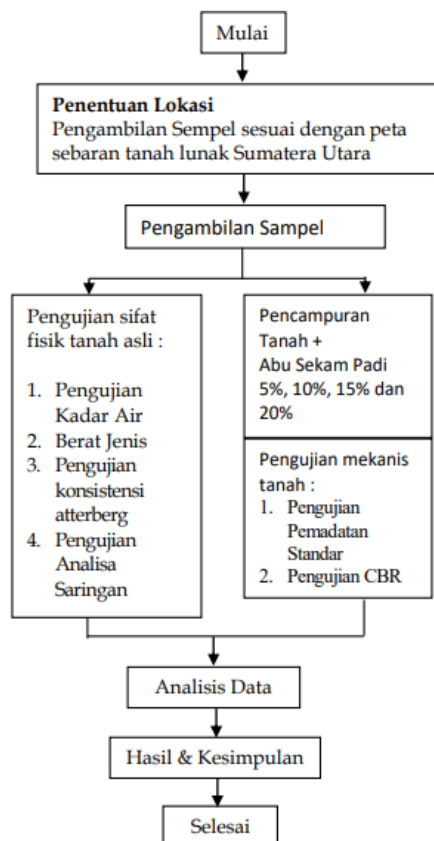 Mulai
Penentuan Lokasi
Pengambilan Sempel sesuai dengan peta
sebaran tanah lunak Sumatera Utara
Pengambilan Sampel
Pengujian sifat
fisik tanah asli :
1. Pengujian
Kadar Air
2. Berat Jenis
3. Pengujian
konsistensi
atterberg
4. Pengujian
Analisa
Saringan
Pencampuran
Tanah +
Abu Sekam Padi
5%, 10%, 15% dan
20%
Pengujian mekanis
tanah :
1. Pengujian
Pemadatan
Standar
2. Pengujian CBR
Analisis Data
Hasil & Kesimpulan
Selesai